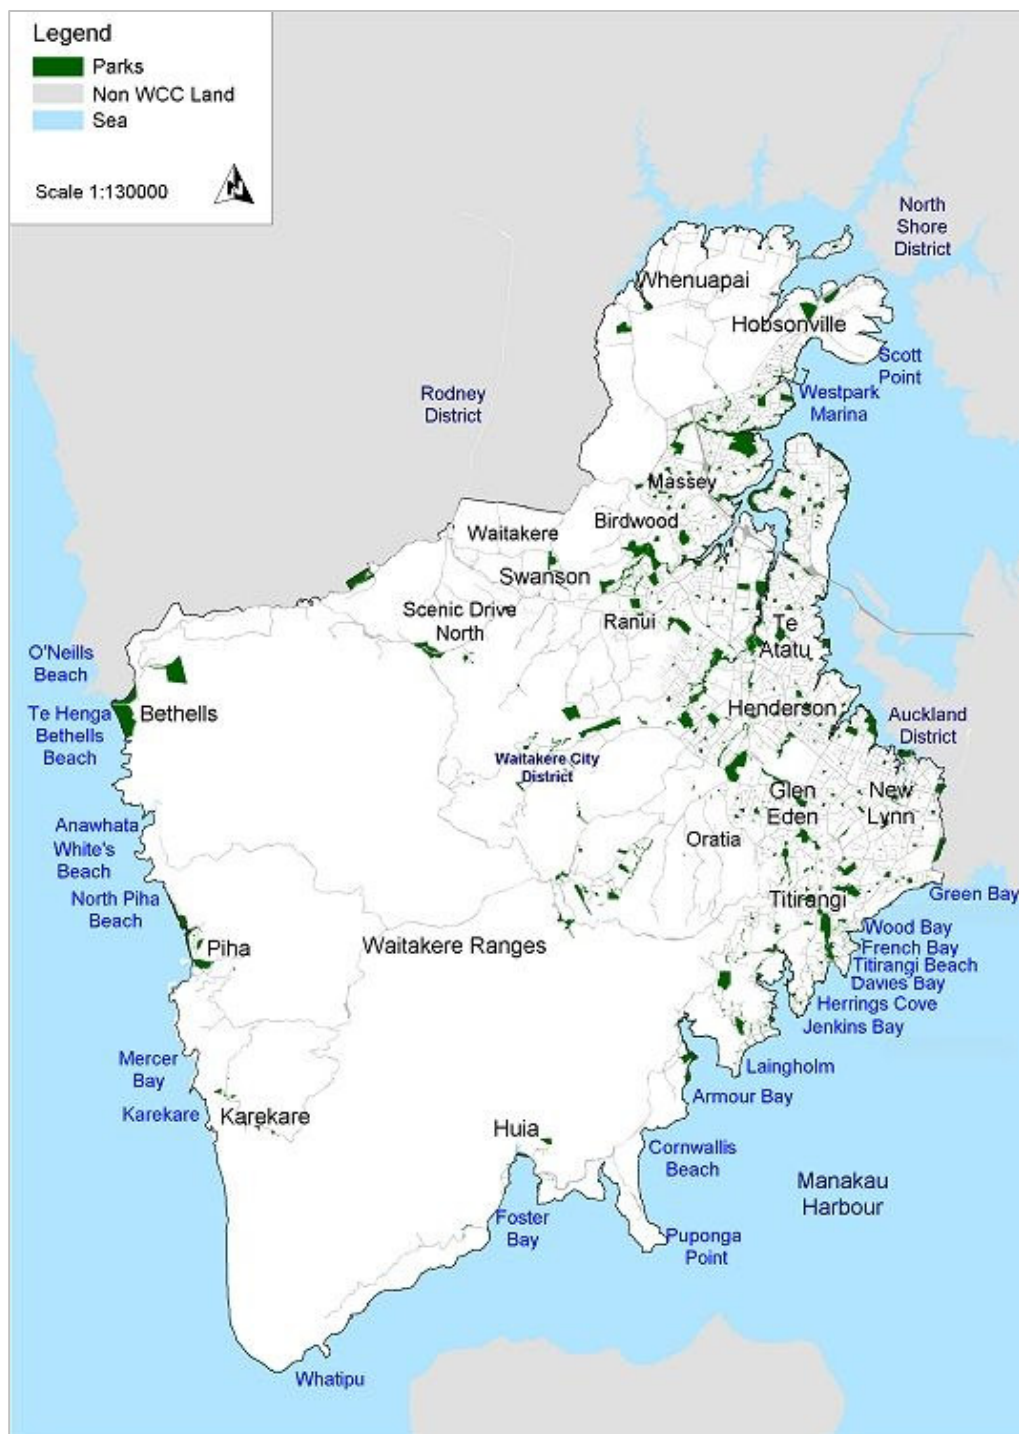 Legend
Parks
Non WCC Land
Sea
Scale 1:130000
N
North
Shore
District
Whenuapai
Hobsonville
Scott
Point
Rodney
District
Westpark
Marina
Massey
Birdwood
Waitakere
Swanson
Scenic Drive
North
Ranui
Te
Atatu
O'Neills
Beach
Te Henga
Bethells
Beach
Bethells
Henderson
Auckland
District
Waitakere City
District
Glen
Eden
New
Lynn
Anawhata
White's
Beach
Oratia
North Piha
Beach
Titirangi
Green Bay
Piha
Waitakere Ranges
Wood Bay
French Bay
Titirangi Beach
Davies Bay
Herrings Cove
Jenkins Bay
Mercer
Bay
Laingholm
Armour Bay
Karekare
Karekare
Huia
Cornwallis
Beach
Manakau
Harbour
Foster
Bay
Puponga
Point
Whatipu